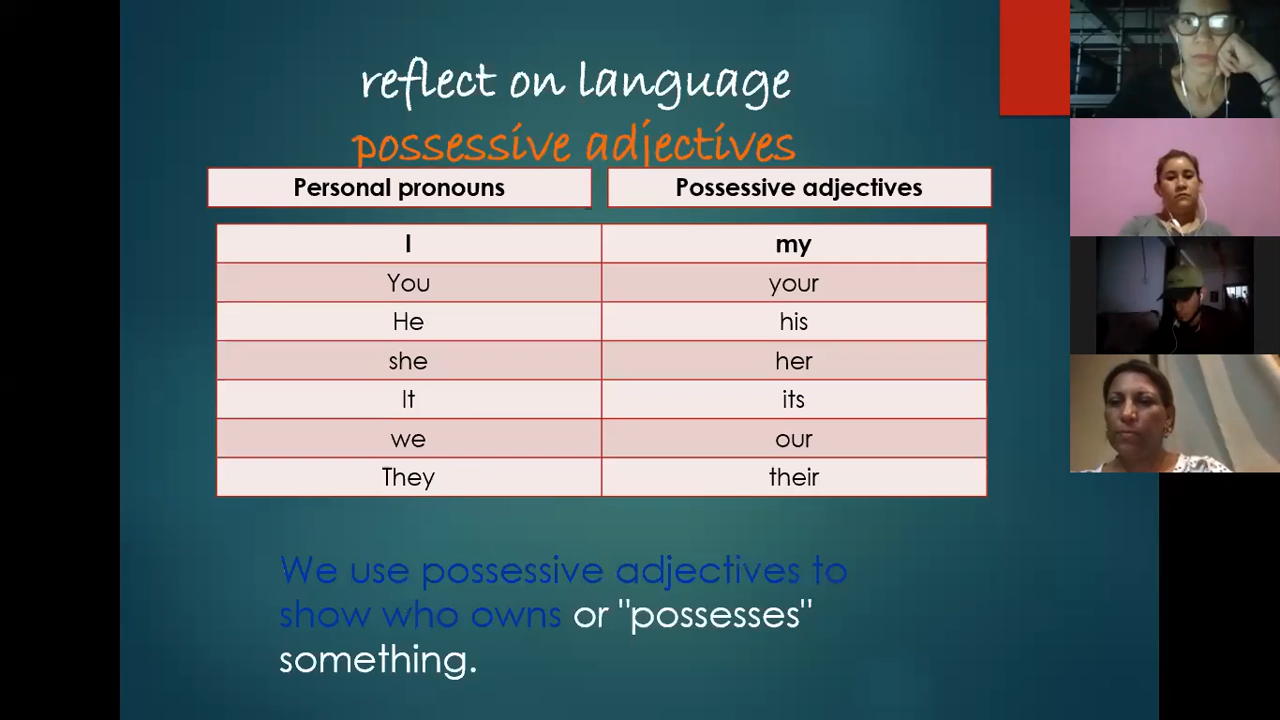 reflect on language
possessive adjectives
Personal pronouns Possessive adjectives
I my
You your
He his
she her
It its
we our
They their
We use possessive adjectives to
show who owns or "possesses"
something.